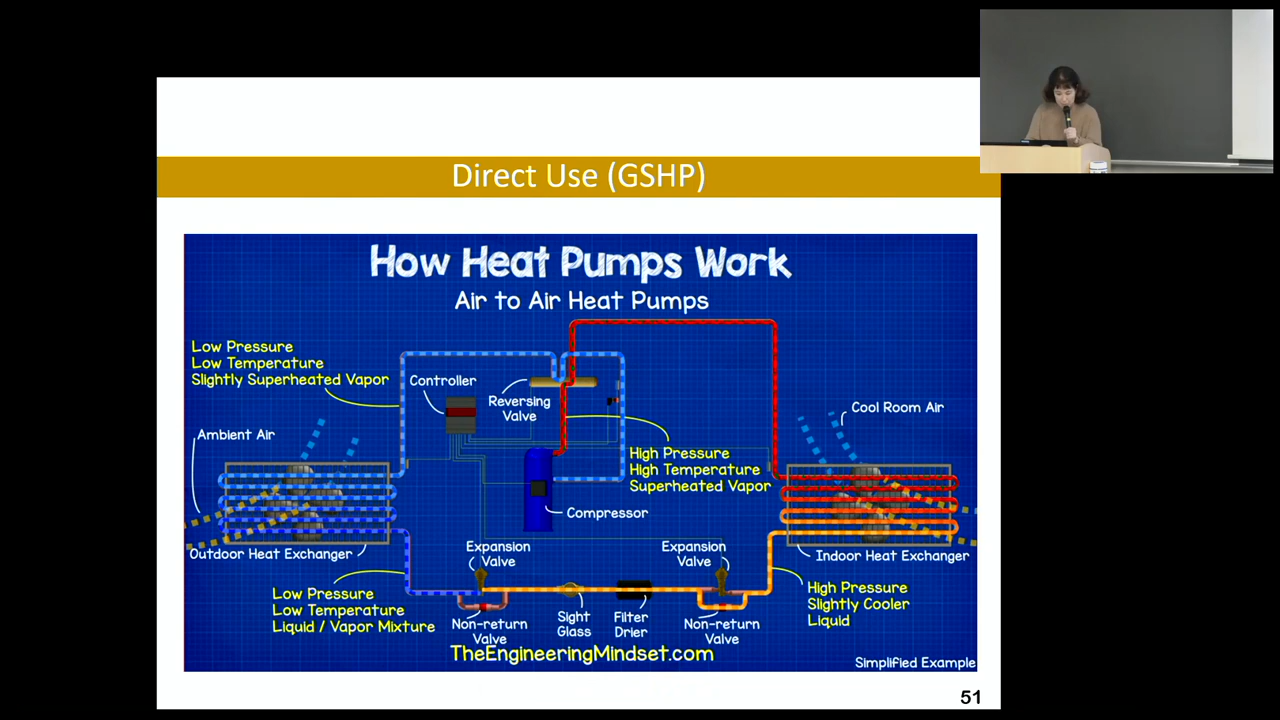 Direct Use (GSHP)
How Heat Pumps Work
Air to Air Heat Pumps
Low Pressure
Low Temperature
Slightly Superheated Vapor
Controller
Reversing
Valve
Cool Room Air
Ambient Air
High Pressure
High Temperature
Superheated Vapor
Compressor
Outdoor Heat Exchanger
Expansion
Valve
Expansion
Valve
Indoor Heat Exchanger
Low Pressure
Low Temperature
Liquid / Vapor Mixture
High Pressure
Slightly Cooler
Liquid
Non-return
Valve
Sight
Glass
Filter
Drier
Non-return
Valve
TheEngineeringMindset.com
Simplified Example
51